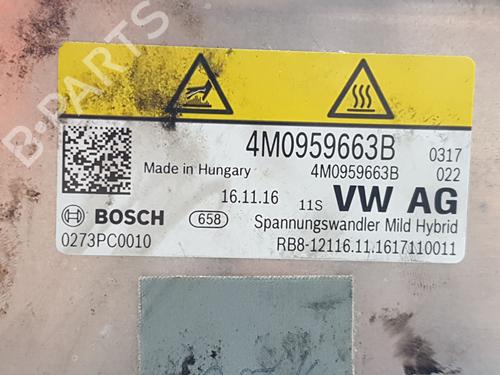 B-PARTS
4M0959663B 0317
Made in Hungary 4M0959663B 022
16.11.16 11S VW AG
BOSCH 658 Spannungswandler Mild Hybrid
0273PC0010 RB8-12116.11.1617110011